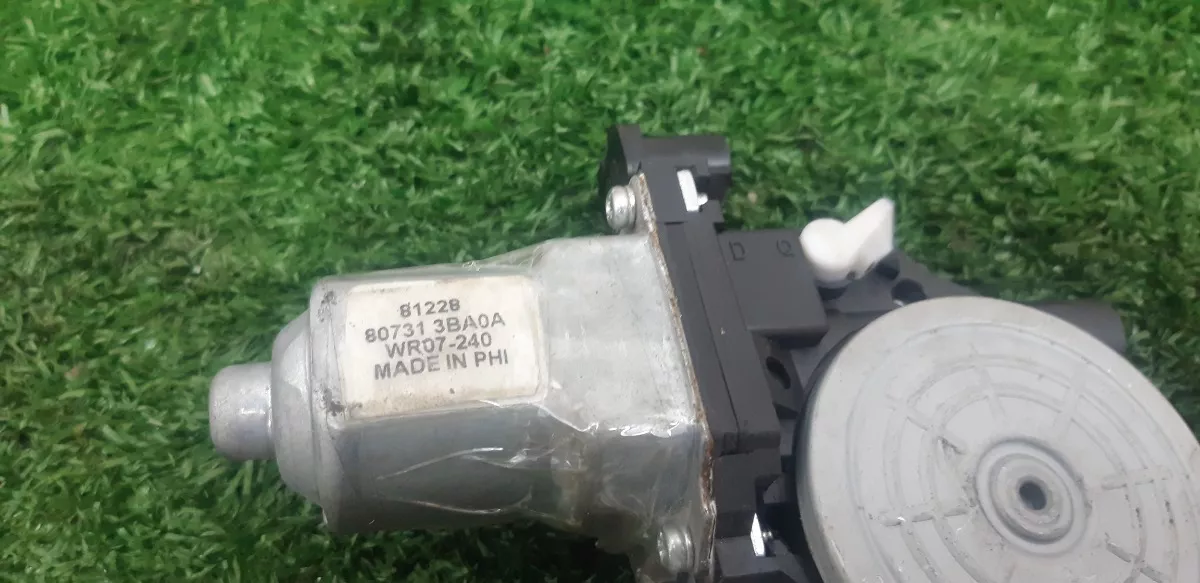 81228
80731 3BA0A
WR07-240
MADE IN PHI
D